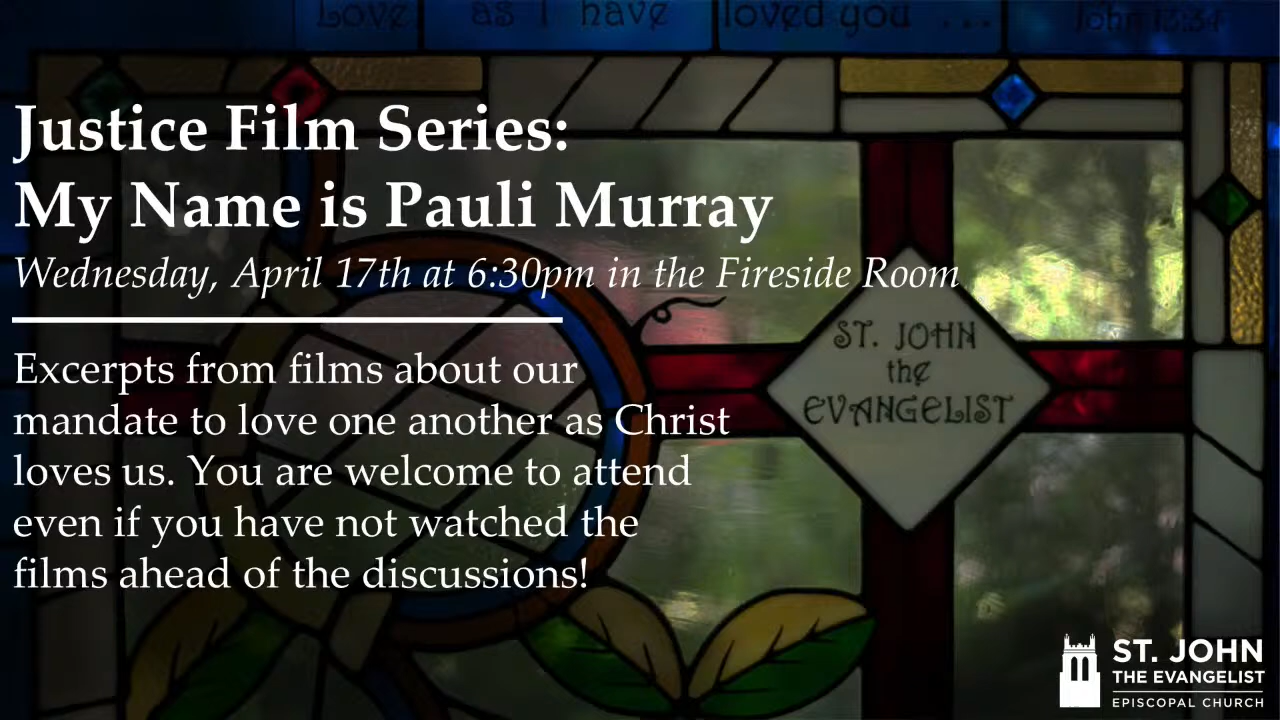 Love as I have loved you ... John 13:34
Justice Film Series:
My Name is Pauli Murray
Wednesday, April 17th at 6:30pm in the Fireside Room
Excerpts from films about our
mandate to love one another as Christ
loves us. You are welcome to attend
even if you have not watched the
films ahead of the discussions!
ST. JOHN
the
EVANGELIST
ST. JOHN
THE EVANGELIST
EPISCOPAL CHURCH